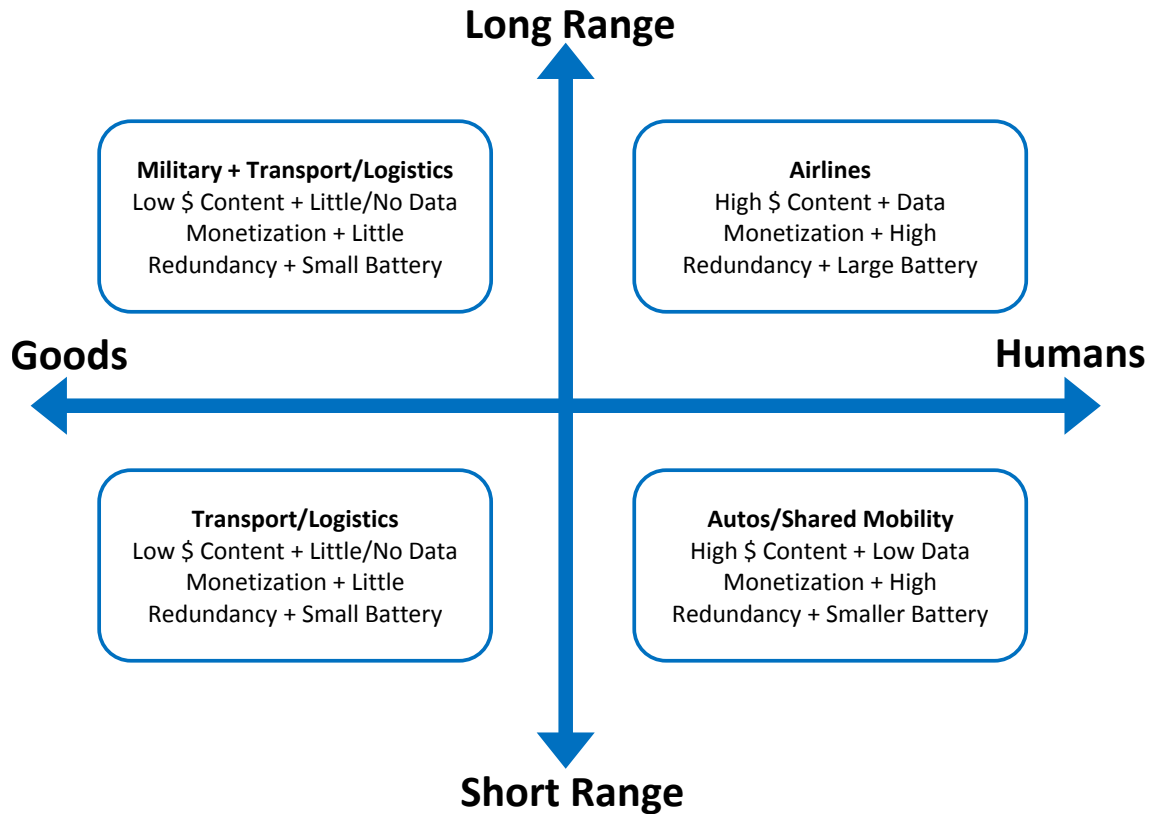 Long Range
Military + Transport/Logistics
Low $ Content + Little/No Data
Monetization + Little
Redundancy + Small Battery
Airlines
High $ Content + Data
Monetization + High
Redundancy + Large Battery
Goods
Humans
Transport/Logistics
Low $ Content + Little/No Data
Monetization + Little
Redundancy + Small Battery
Autos/Shared Mobility
High $ Content + Low Data
Monetization + High
Redundancy + Smaller Battery
Short Range